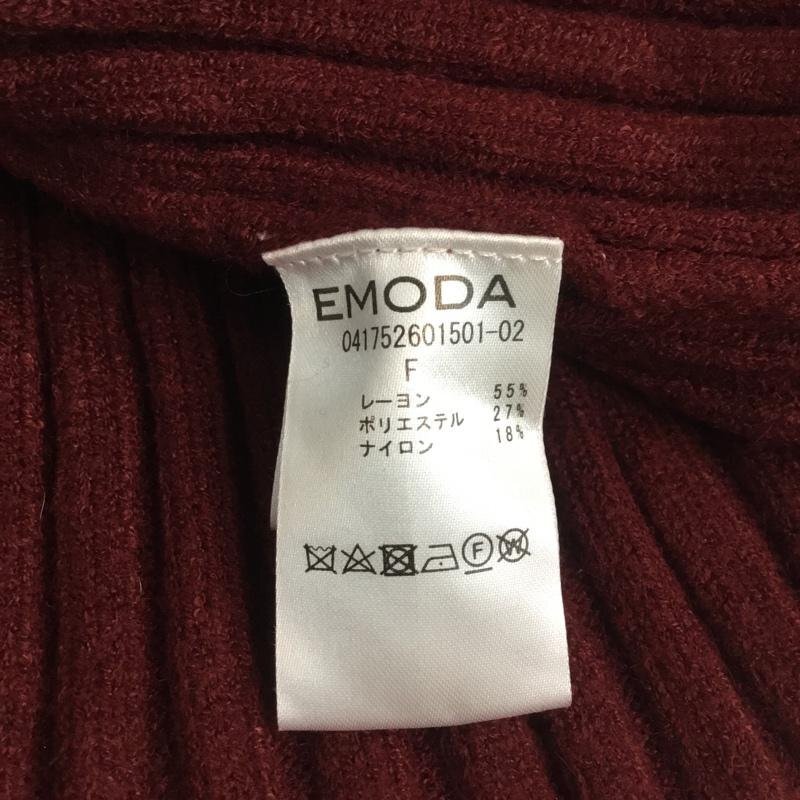 EMODA
041752601501-02
F
レーヨン 55%
ポリエステル 27%
ナイロン 18%
F W